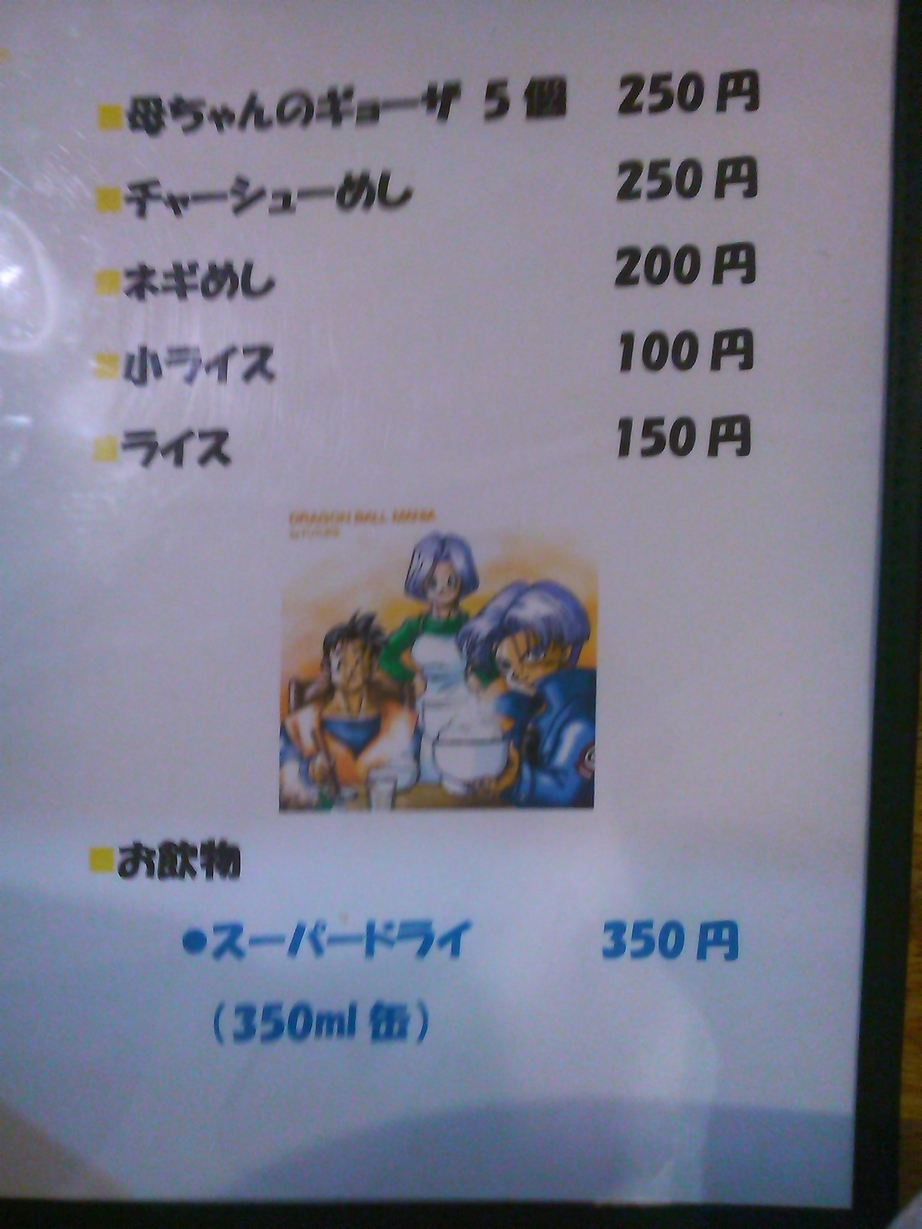 ■母ちゃんのギョーザ 5個 250円
■チャーシューめし 250円
■ネギめし 200円
■小ライス 100円
■ライス 150円
DRAGON BALL MANIA
■お飲物
●スーパードライ 350円
(350ml 缶)